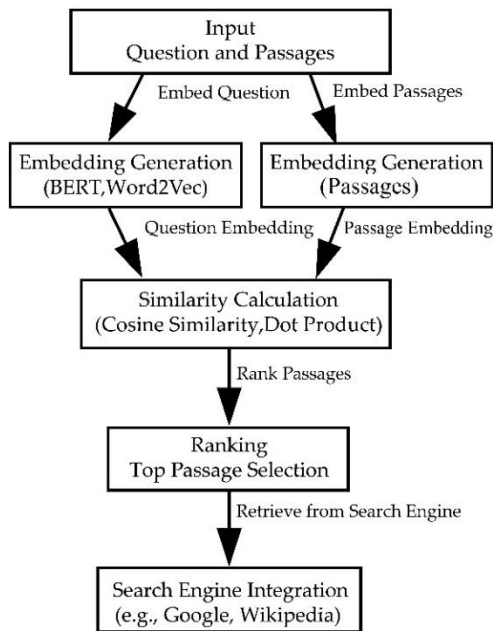 Input
Question and Passages
Embed Question
Embed Passages
Embedding Generation
(BERT,Word2Vec)
Embedding Generation
(Passages)
Question Embedding
Passage Embedding
Similarity Calculation
(Cosine Similarity,Dot Product)
Rank Passages
Ranking
Top Passage Selection
Retrieve from Search Engine
Search Engine Integration
(e.g., Google, Wikipedia)